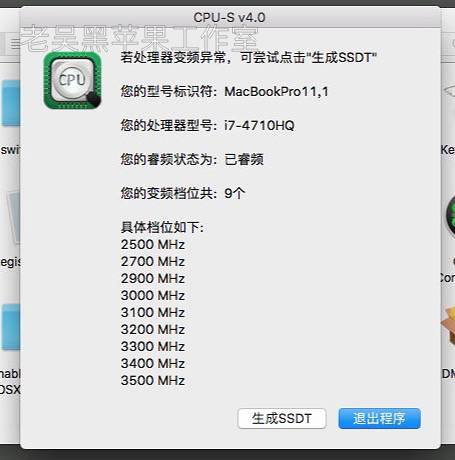 CPU-S v4.0
老吴黑苹果工作室
若处理器变频异常，可尝试点击"生成SSDT"
CPU
您的型号标识符: MacBookPro11,1
您的处理器型号: i7-4710HQ
swi
Ke
您的睿频状态为: 已睿频
您的变频档位共: 9个
具体档位如下:
2500 MHz
2700 MHz
egis
2900 MHz
Con
3000 MHz
3100 MHz
3200 MHz
3300 MHz
3400 MHz
nabl
DM
3500 MHz
OSX
生成SSDT
退出程序